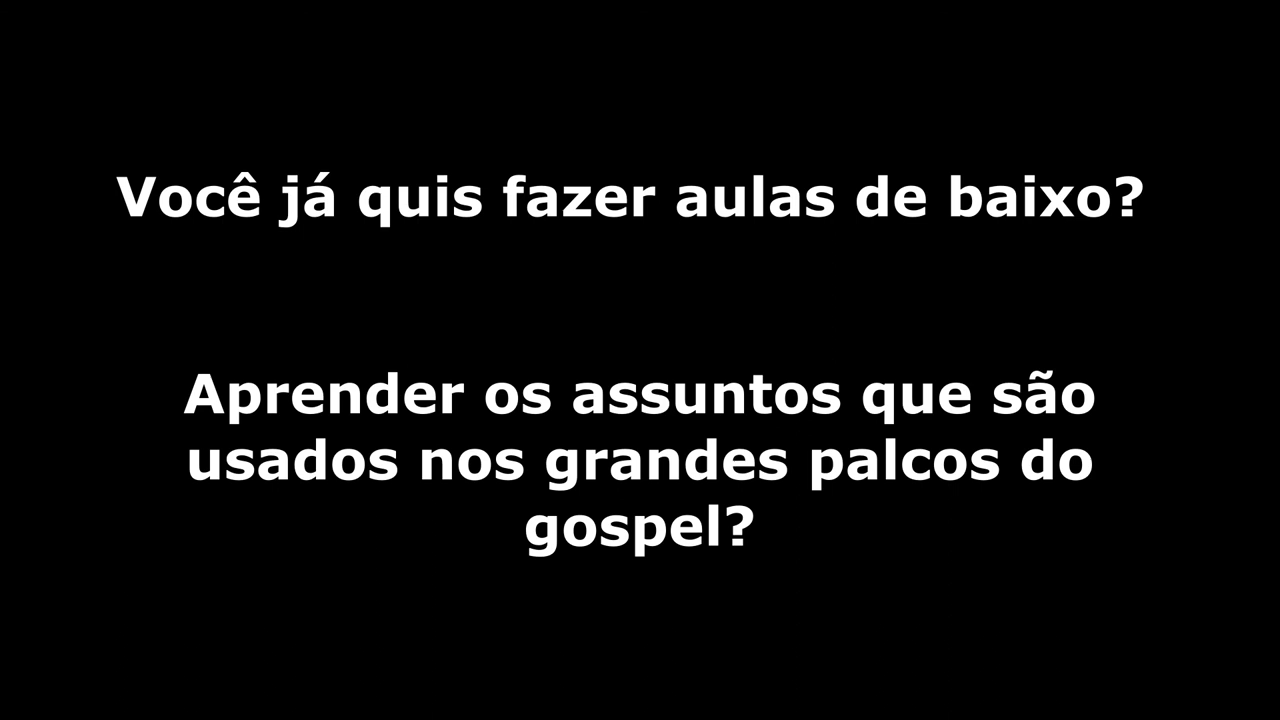 Você já quis fazer aulas de baixo?
Aprender os assuntos que são
usados nos grandes palcos do
gospel?